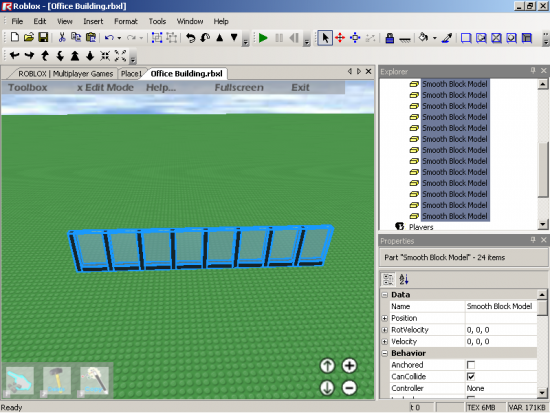 Roblox - [Office Building.rbxl]
File Edit View Insert Format Tools Window Help
ROBLOX | Multiplayer Games Place1 Office Building.rbxl
Toolbox x Edit Mode Help... Fullscreen Exit
Explorer
Smooth Block Model
Smooth Block Model
Smooth Block Model
Smooth Block Model
Smooth Block Model
Smooth Block Model
Smooth Block Model
Smooth Block Model
Smooth Block Model
Smooth Block Model
Smooth Block Model
Smooth Block Model
Smooth Block Model
Players
Properties
Part "Smooth Block Model" - 24 items
Data
Name Smooth Block Model
Position
RotVelocity 0, 0, 0
Velocity 0, 0, 0
Behavior
Anchored
CanCollide
Controller None
Ready t 0 TEX 6MB VAR 171KB